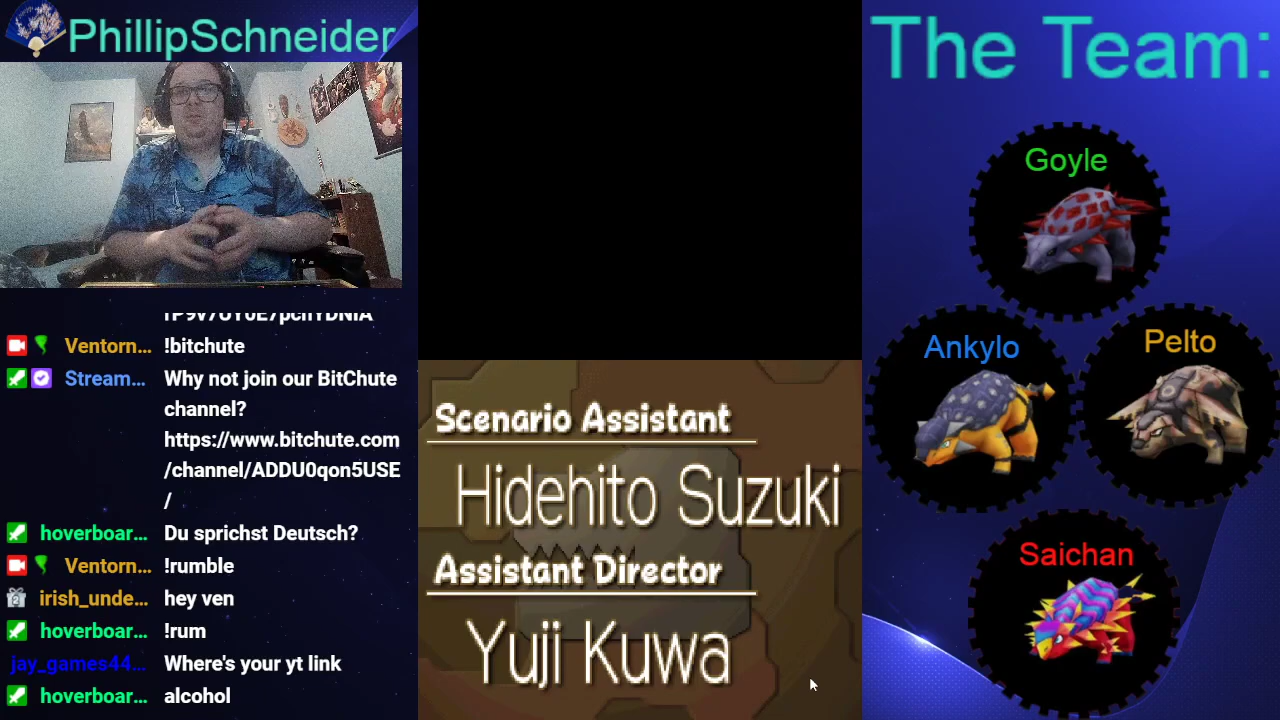 PhillipSchneider
The Team:
Goyle
Ankylo
Pelto
Saichan
Ventorn... !bitchute
Stream... Why not join our BitChute
channel?
https://www.bitchute.com
/channel/ADDU0qon5USE
/
hoverboar... Du sprichst Deutsch?
Ventorn... !rumble
irish_unde... hey ven
hoverboar... !rum
jay_games44... Where's your yt link
hoverboar... alcohol
Scenario Assistant
Hidehito Suzuki
Assistant Director
Yuji Kuwa